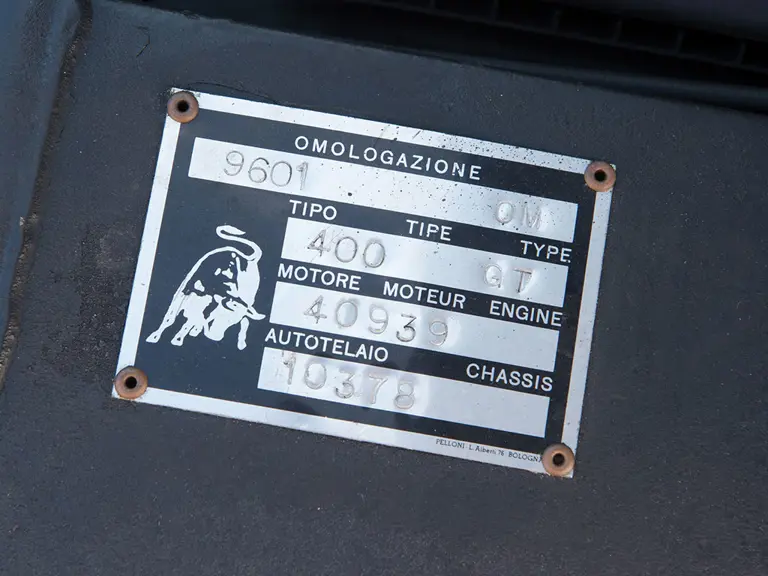 OMOLOGAZIONE
9601 OM
TIPO TIPE TYPE
400 GT
MOTORE MOTEUR ENGINE
40939
AUTOTELAIO CHASSIS
10378
PELLONI - L. Alberti 76 BOLOGNA